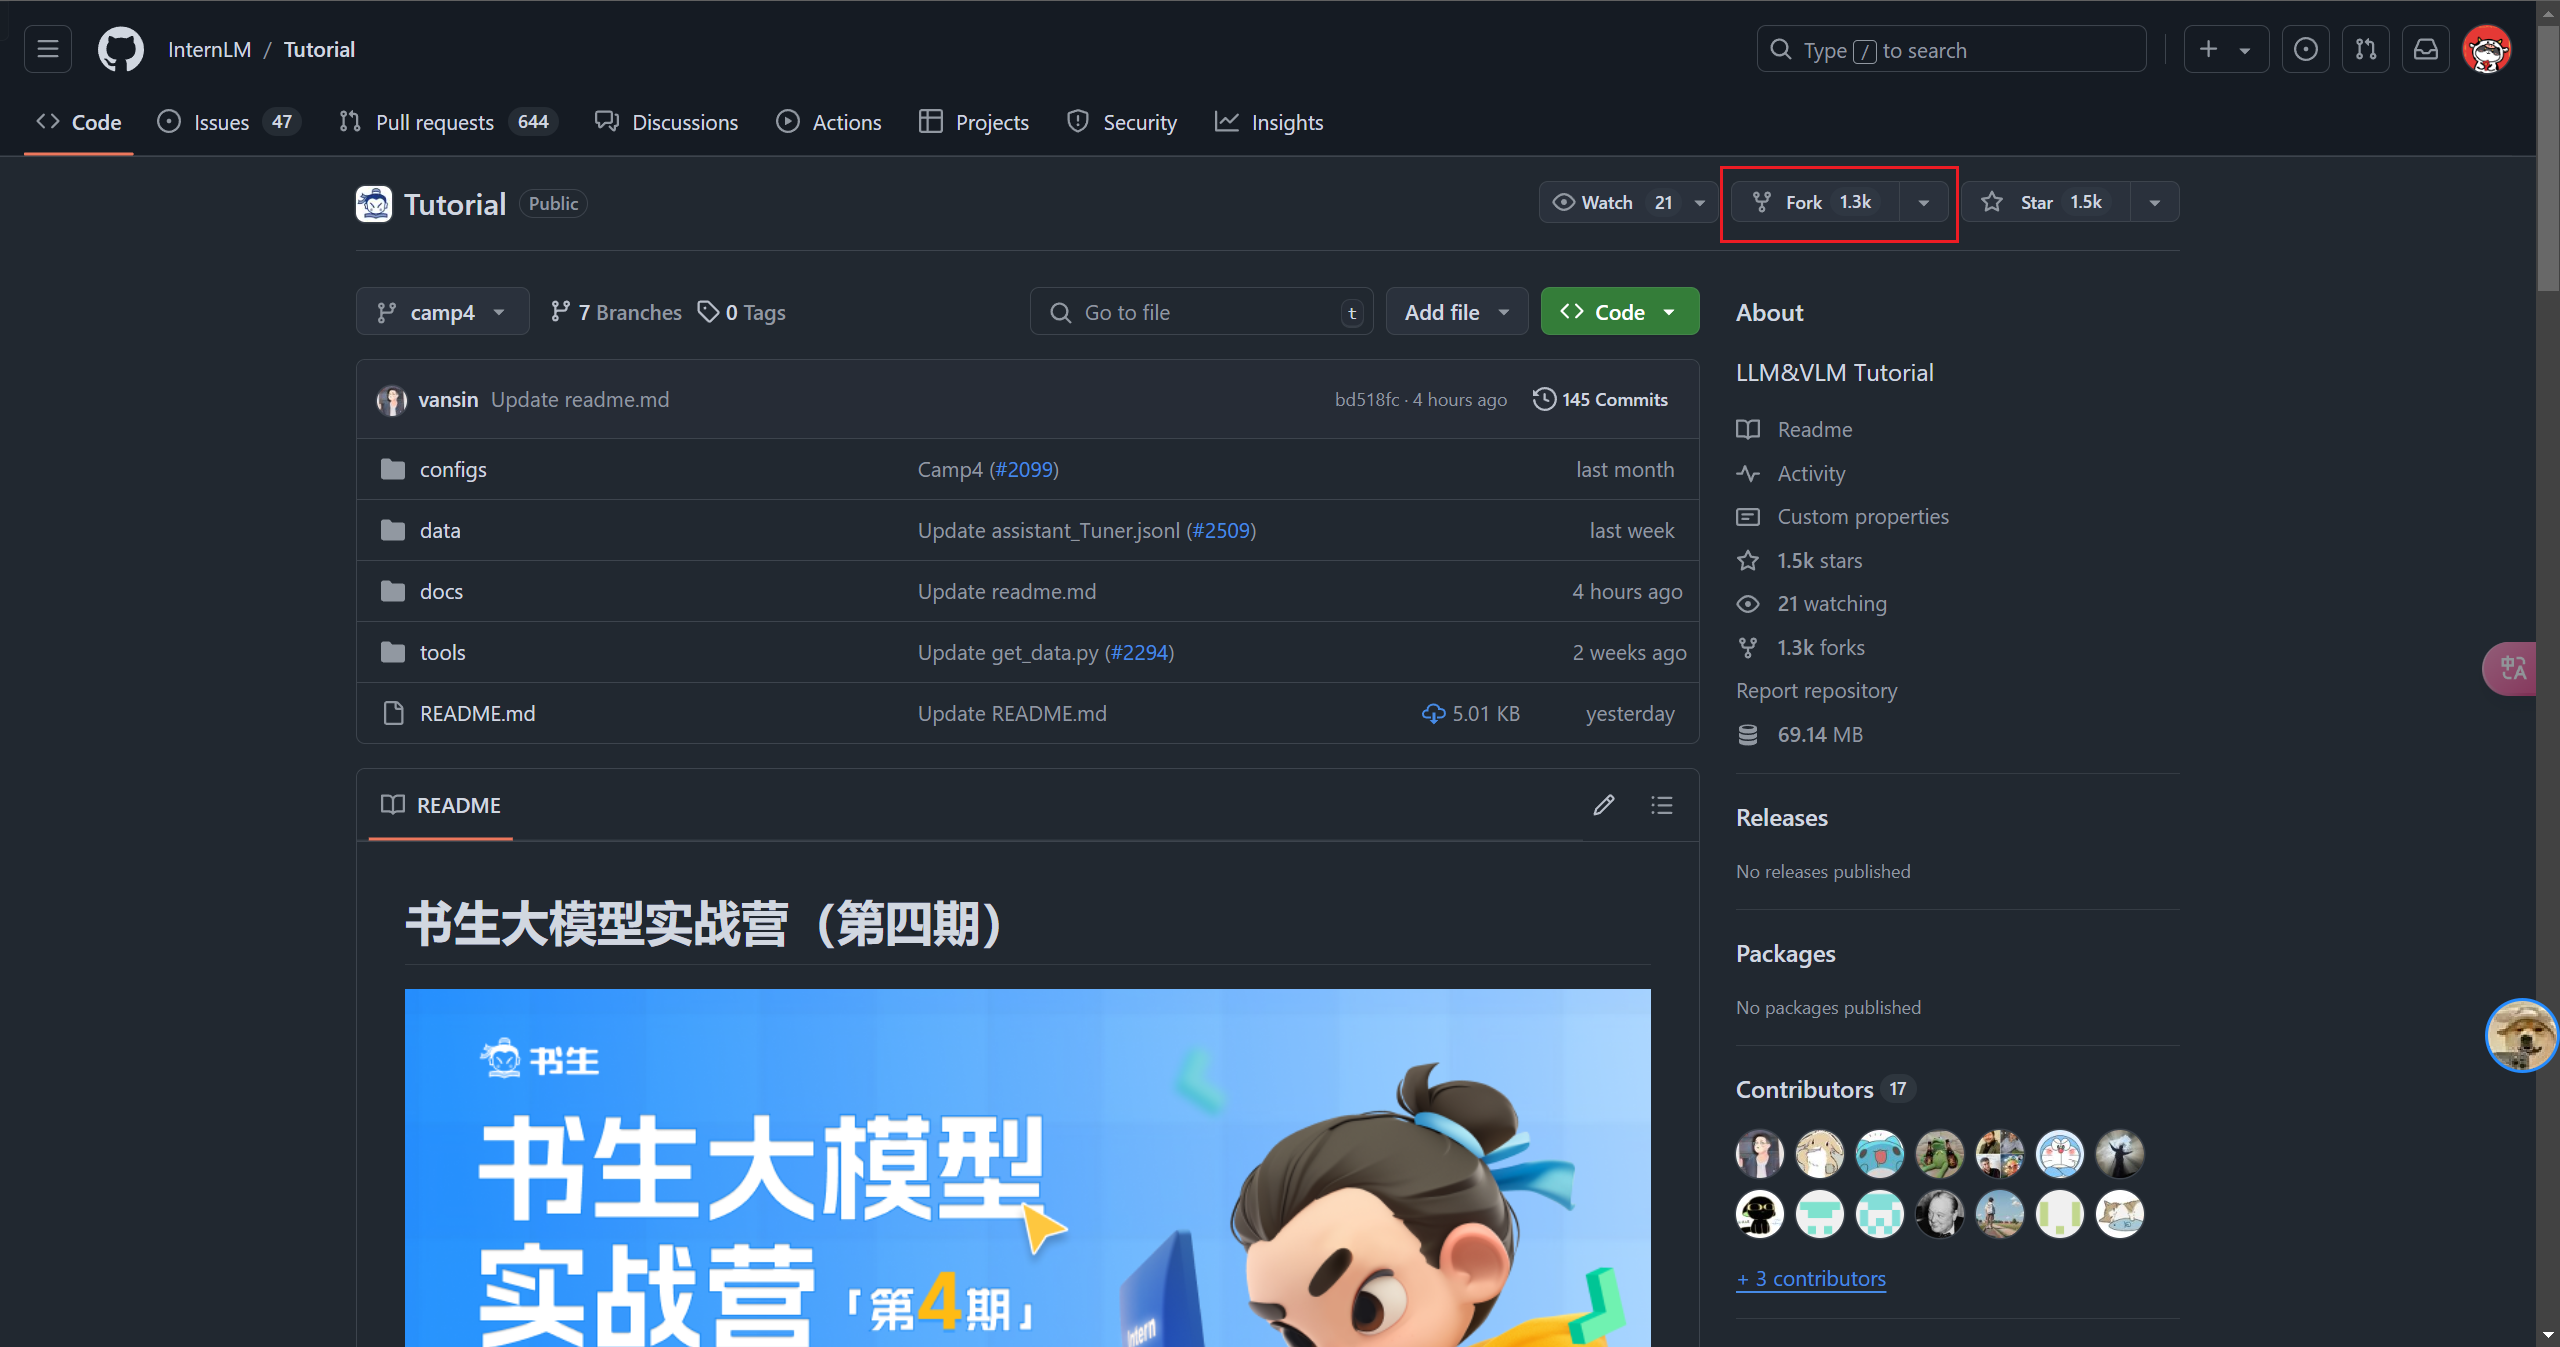 InternLM / Tutorial
Type / to search
Code
Issues 47
Pull requests 644
Discussions
Actions
Projects
Security
Insights
Tutorial
Public
Watch 21
Fork 1.3k
Star 1.5k
camp4
7 Branches
0 Tags
Go to file
t
Add file
Code
vansin Update readme.md
bd518fc · 4 hours ago
145 Commits
configs
Camp4 (#2099)
last month
data
Update assistant_Tuner.jsonl (#2509)
last week
docs
Update readme.md
4 hours ago
tools
Update get_data.py (#2294)
2 weeks ago
README.md
Update README.md
5.01 KB
yesterday
README
书生大模型实战营（第四期）
书生
书生大模型
实战营「第4期」
Intern
About
LLM&VLM Tutorial
Readme
Activity
Custom properties
1.5k stars
21 watching
1.3k forks
Report repository
69.14 MB
Releases
No releases published
Packages
No packages published
Contributors 17
+ 3 contributors
中A